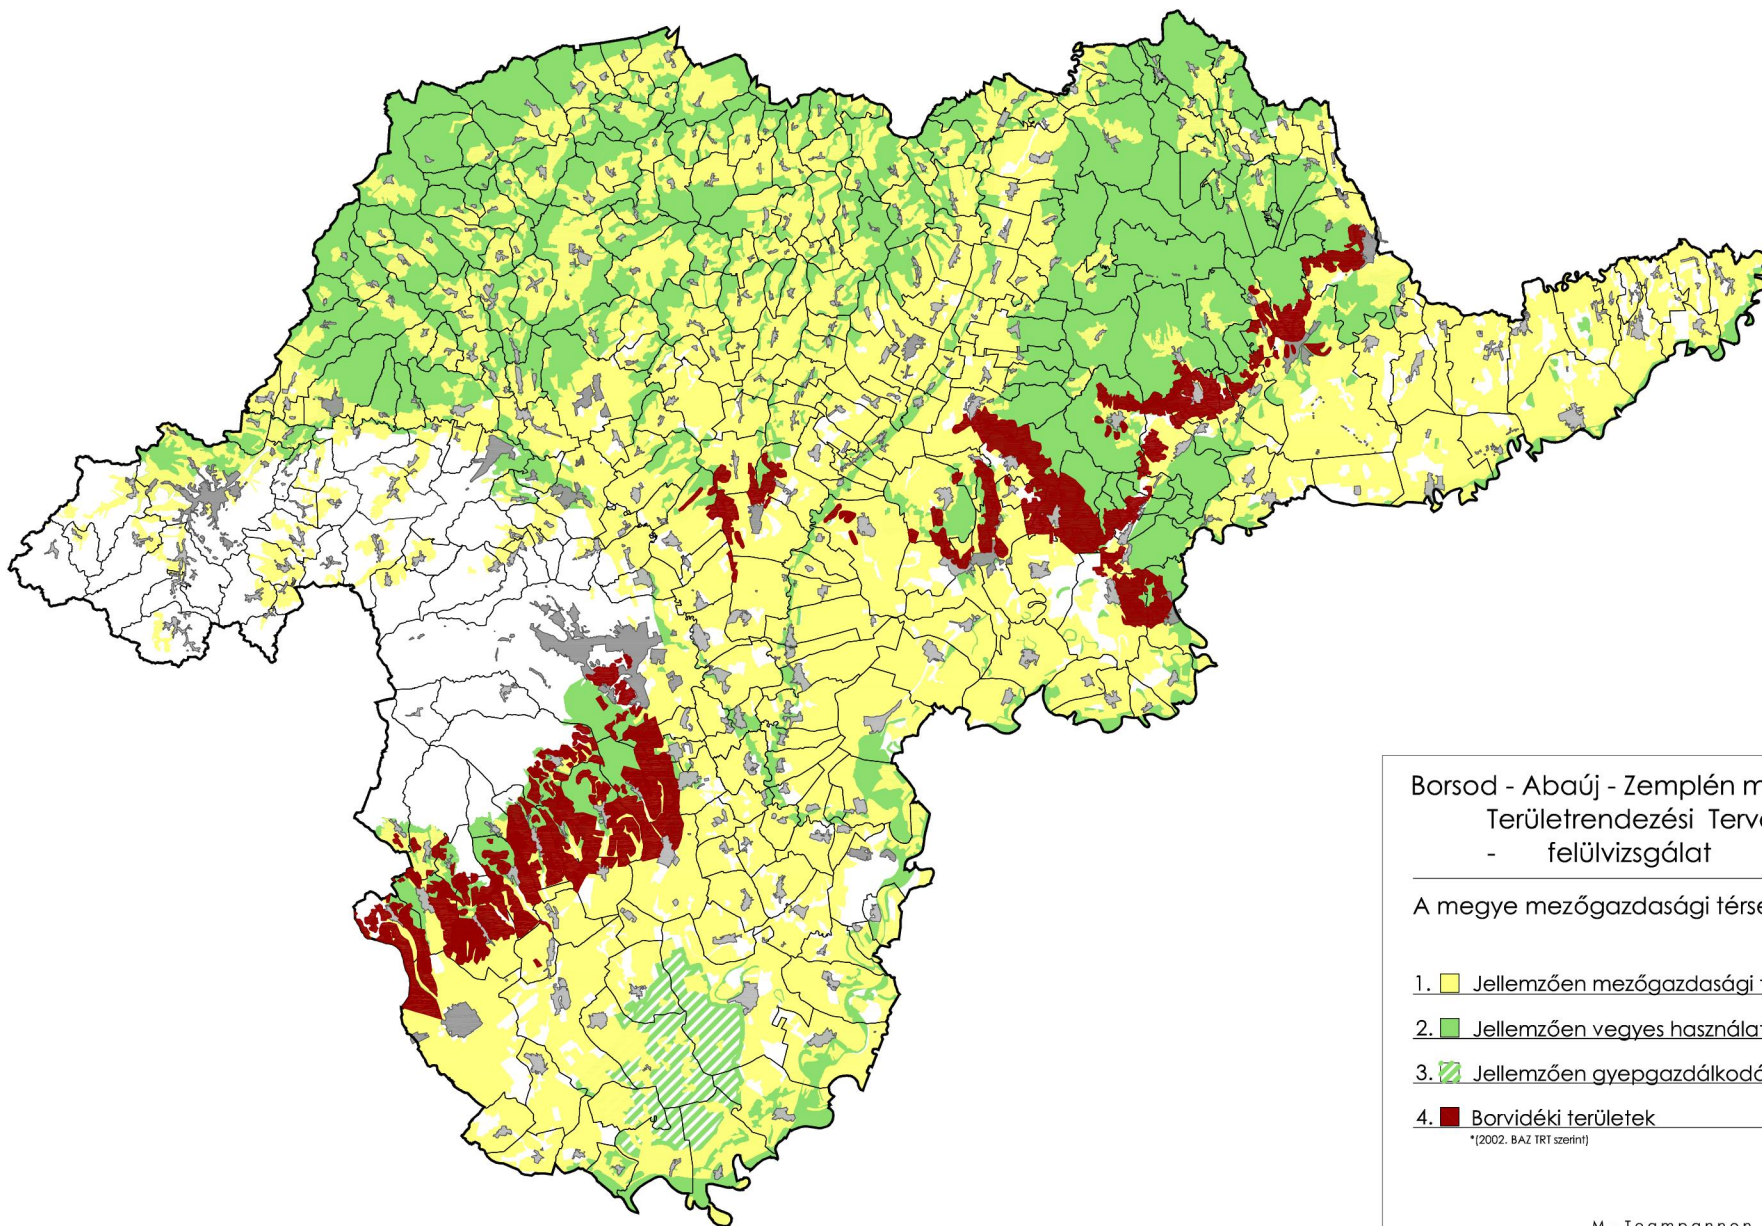 Borsod - Abaúj - Zemplén m
Területrendezési Terv
- felülvizsgálat
A megye mezőgazdasági térs
1. Jellemzően mezőgazdasági
2. Jellemzően vegyes használa
3. Jellemzően gyepgazdálkodó
4. Borvidéki területek
*(2002. BAZ TRT szerint)